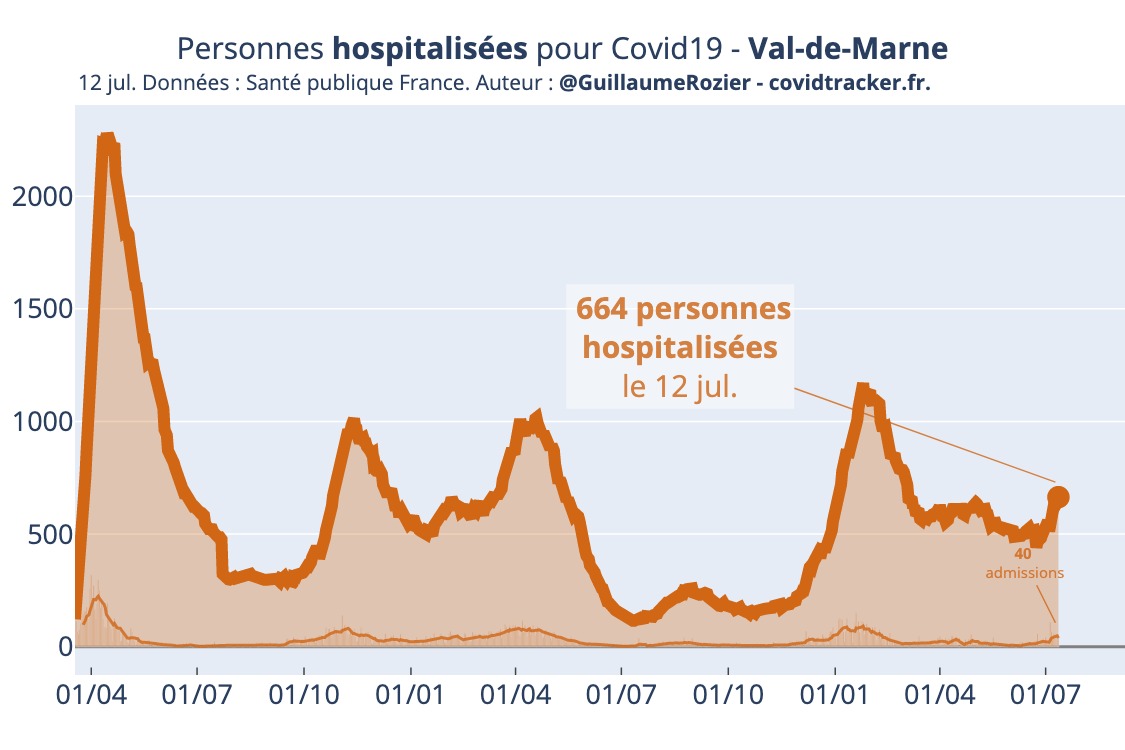 Personnes hospitalisées pour Covid19 - Val-de-Marne
12 jul. Données : Santé publique France. Auteur : @GuillaumeRozier - covidtracker.fr.
2000
1500
1000
500
0
664 personnes
hospitalisées
le 12 jul.
40
admissions
01/04 01/07 01/10 01/01 01/04 01/07 01/10 01/01 01/04 01/07